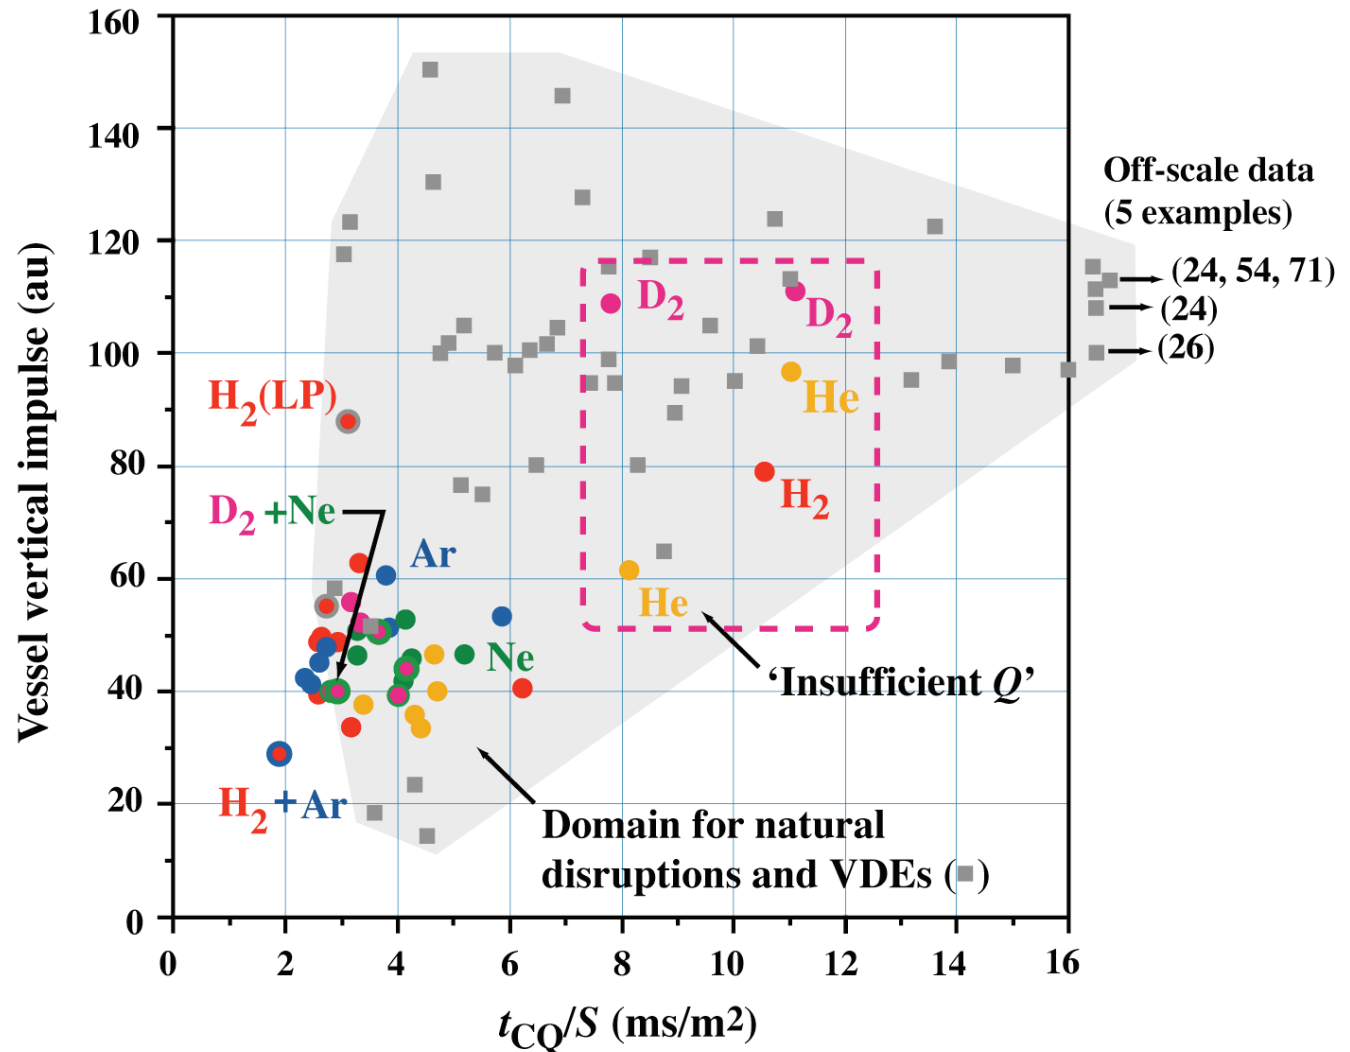 160
140
120
100
80
60
40
20
0
Vessel vertical impulse (au)
0 2 4 6 8 10 12 14 16
t_CQ/S (ms/m2)
Off-scale data
(5 examples)
(24, 54, 71)
(24)
(26)
D₂
D₂
He
H₂(LP)
H₂
D₂ +Ne
Ar
He
Ne
‘Insufficient Q’
H₂ +Ar
Domain for natural
disruptions and VDEs ( )